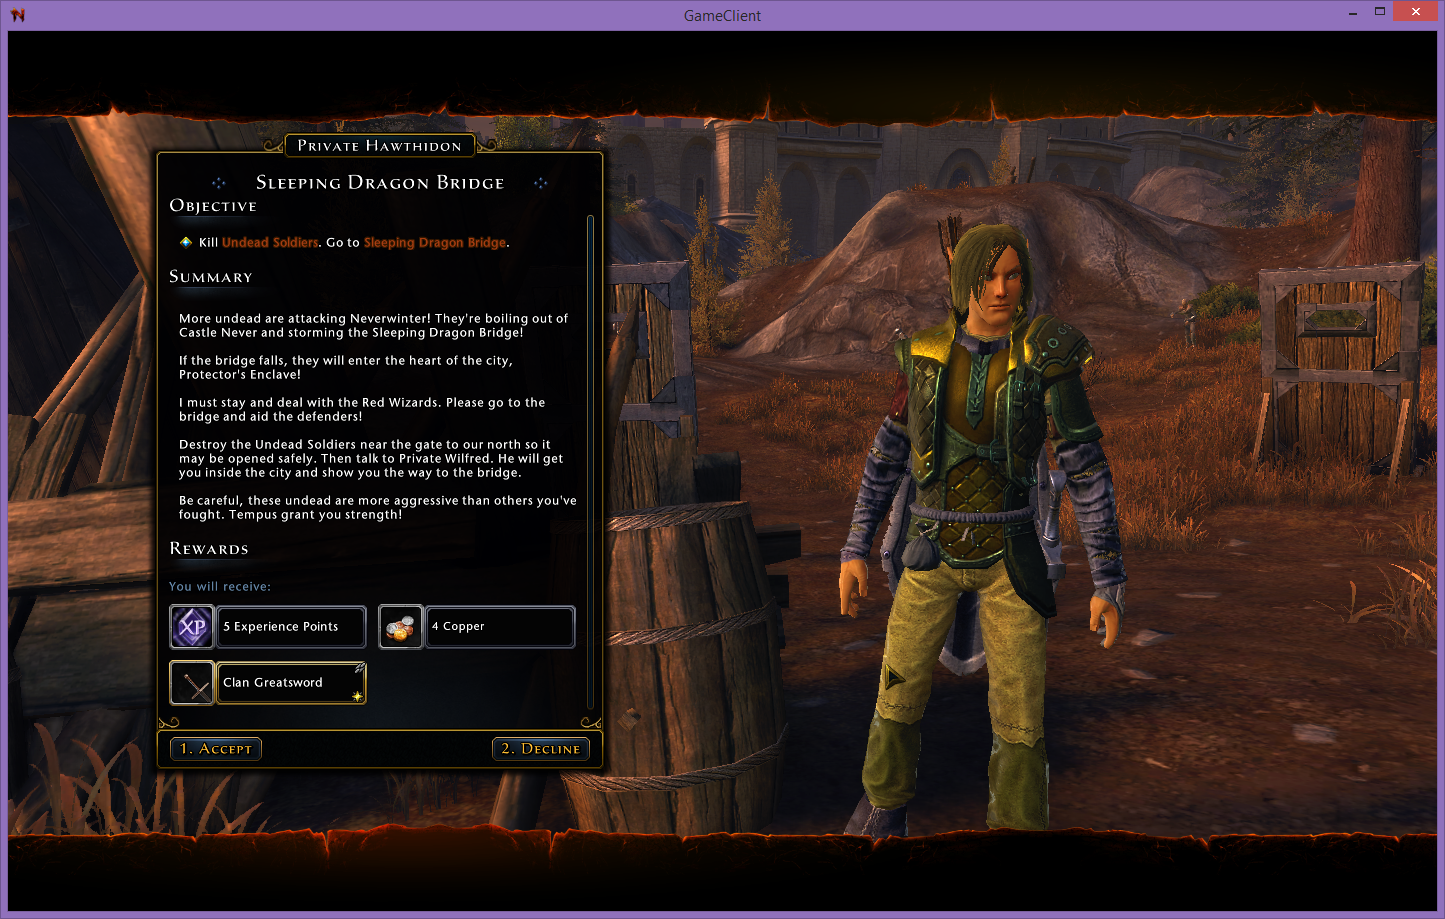 GameClient
Private Hawthidon
Sleeping Dragon Bridge
Objective
Kill Undead Soldiers. Go to Sleeping Dragon Bridge.
Summary
More undead are attacking Neverwinter! They're boiling out of
Castle Never and storming the Sleeping Dragon Bridge!
If the bridge falls, they will enter the heart of the city,
Protector's Enclave!
I must stay and deal with the Red Wizards. Please go to the
bridge and aid the defenders!
Destroy the Undead Soldiers near the gate to our north so it
may be opened safely. Then talk to Private Wilfred. He will get
you inside the city and show you the way to the bridge.
Be careful, these undead are more aggressive than others you've
fought. Tempus grant you strength!
Rewards
You will receive:
XP 5 Experience Points 4 Copper
Clan Greatsword
1. Accept 2. Decline